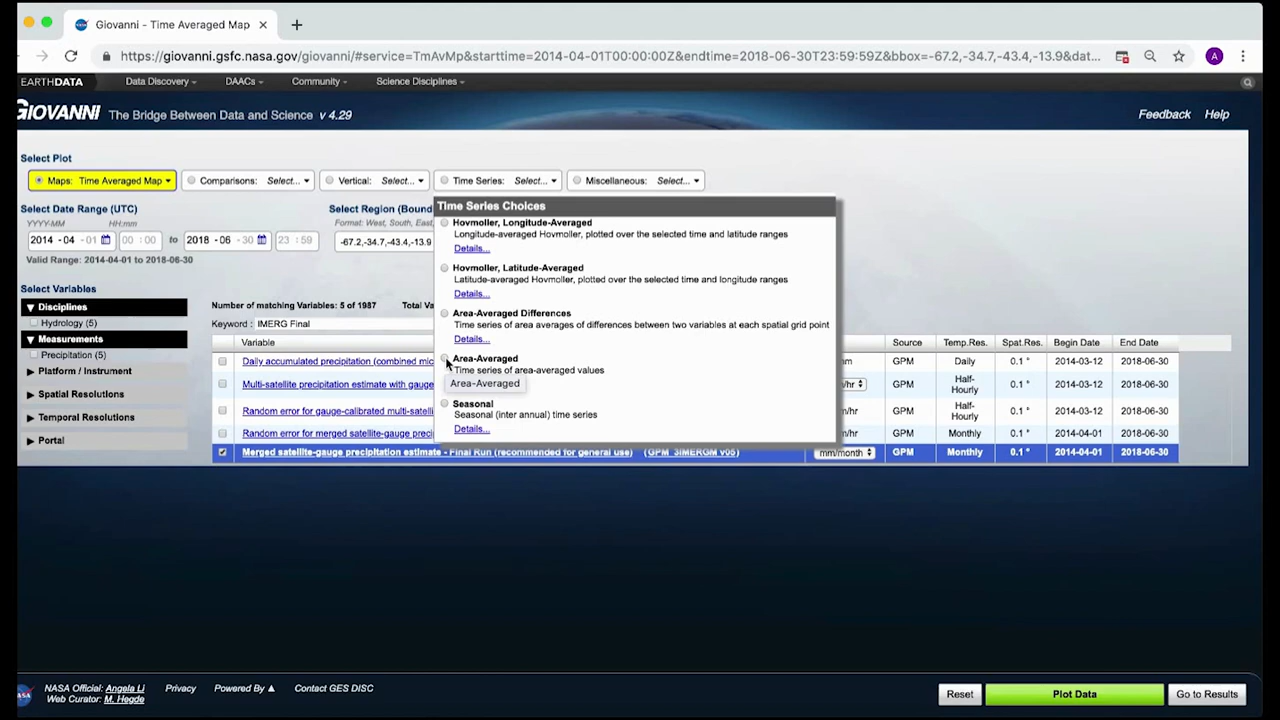 Giovanni - Time Averaged Map
https://giovanni.gsfc.nasa.gov/giovanni/#service=TmAvMp&starttime=2014-04-01T00:00:00Z&endtime=2018-06-30T23:59:59Z&bbox=-67.2,-34.7,-43.4,-13.9&dat... A
EARTHDATA Data Discovery DAACs Community Science Disciplines
GIOVANNI The Bridge Between Data and Science v 4.29 Feedback Help
Select Plot
Maps: Time Averaged Map Comparisons: Select... Vertical: Select... Time Series: Select... Miscellaneous: Select...
Select Date Range (UTC) Select Region (Boun
YYYY-MM HH:mm Format: West, South, East,
2014 - 04 - 01 00 : 00 to 2018 - 06 - 30 23 : 59 -67.2,-34.7,-43.4,-13.9
Valid Range: 2014-04-01 to 2018-06-30
Time Series Choices
Hovmoller, Longitude-Averaged
Longitude-averaged Hovmoller, plotted over the selected time and latitude ranges
Details...
Hovmoller, Latitude-Averaged
Latitude-averaged Hovmoller, plotted over the selected time and longitude ranges
Details...
Area-Averaged Differences
Time series of area averages of differences between two variables at each spatial grid point
Details...
Area-Averaged
Time series of area-averaged values
Area-Averaged
Seasonal
Seasonal (inter annual) time series
Details...
Select Variables
Disciplines
Hydrology (5)
Measurements
Precipitation (5)
Platform / Instrument
Spatial Resolutions
Temporal Resolutions
Portal
Number of matching Variables: 5 of 1987 Total Va
Keyword : IMERG Final
Variable Source Temp.Res. Spat.Res. Begin Date End Date
Daily accumulated precipitation (combined mic mm GPM Daily 0.1 ° 2014-03-12 2018-06-30
Multi-satellite precipitation estimate with gauge /hr GPM Half-Hourly 0.1 ° 2014-03-12 2018-06-30
Random error for gauge-calibrated multi-satell /hr GPM Half-Hourly 0.1 ° 2014-03-12 2018-06-30
Random error for merged satellite-gauge preci /hr GPM Monthly 0.1 ° 2014-04-01 2018-06-30
Merged satellite-gauge precipitation estimate - Final Run (recommended for general use) (GPM_3IMERGM v05) mm/month GPM Monthly 0.1 ° 2014-04-01 2018-06-30
NASA Official: Angela Li Privacy Powered By Contact GES DISC
Web Curator: M. Hegde
Reset Plot Data Go to Results